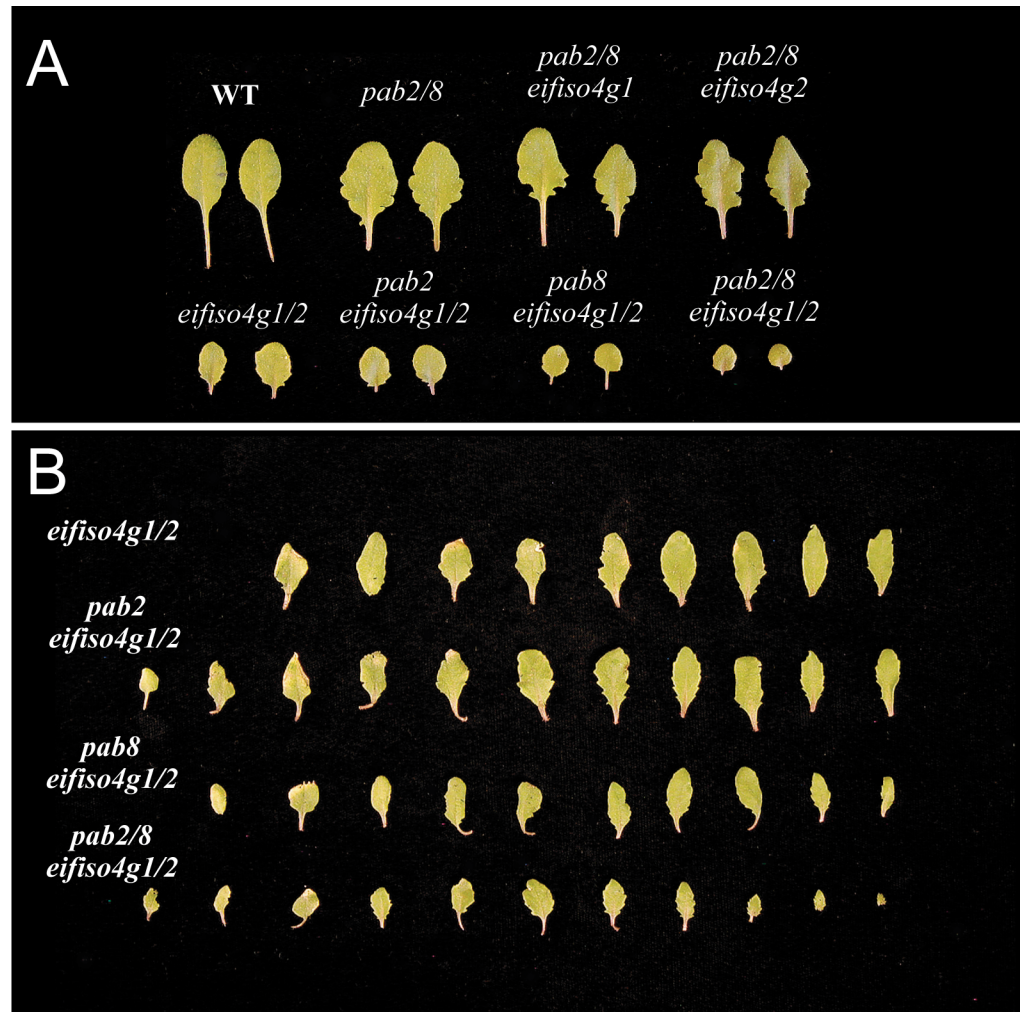 A
WT
pab2/8
pab2/8
eifiso4g1
pab2/8
eifiso4g2
eifiso4g1/2
pab2
eifiso4g1/2
pab8
eifiso4g1/2
pab2/8
eifiso4g1/2
B
eifiso4g1/2
pab2
eifiso4g1/2
pab8
eifiso4g1/2
pab2/8
eifiso4g1/2